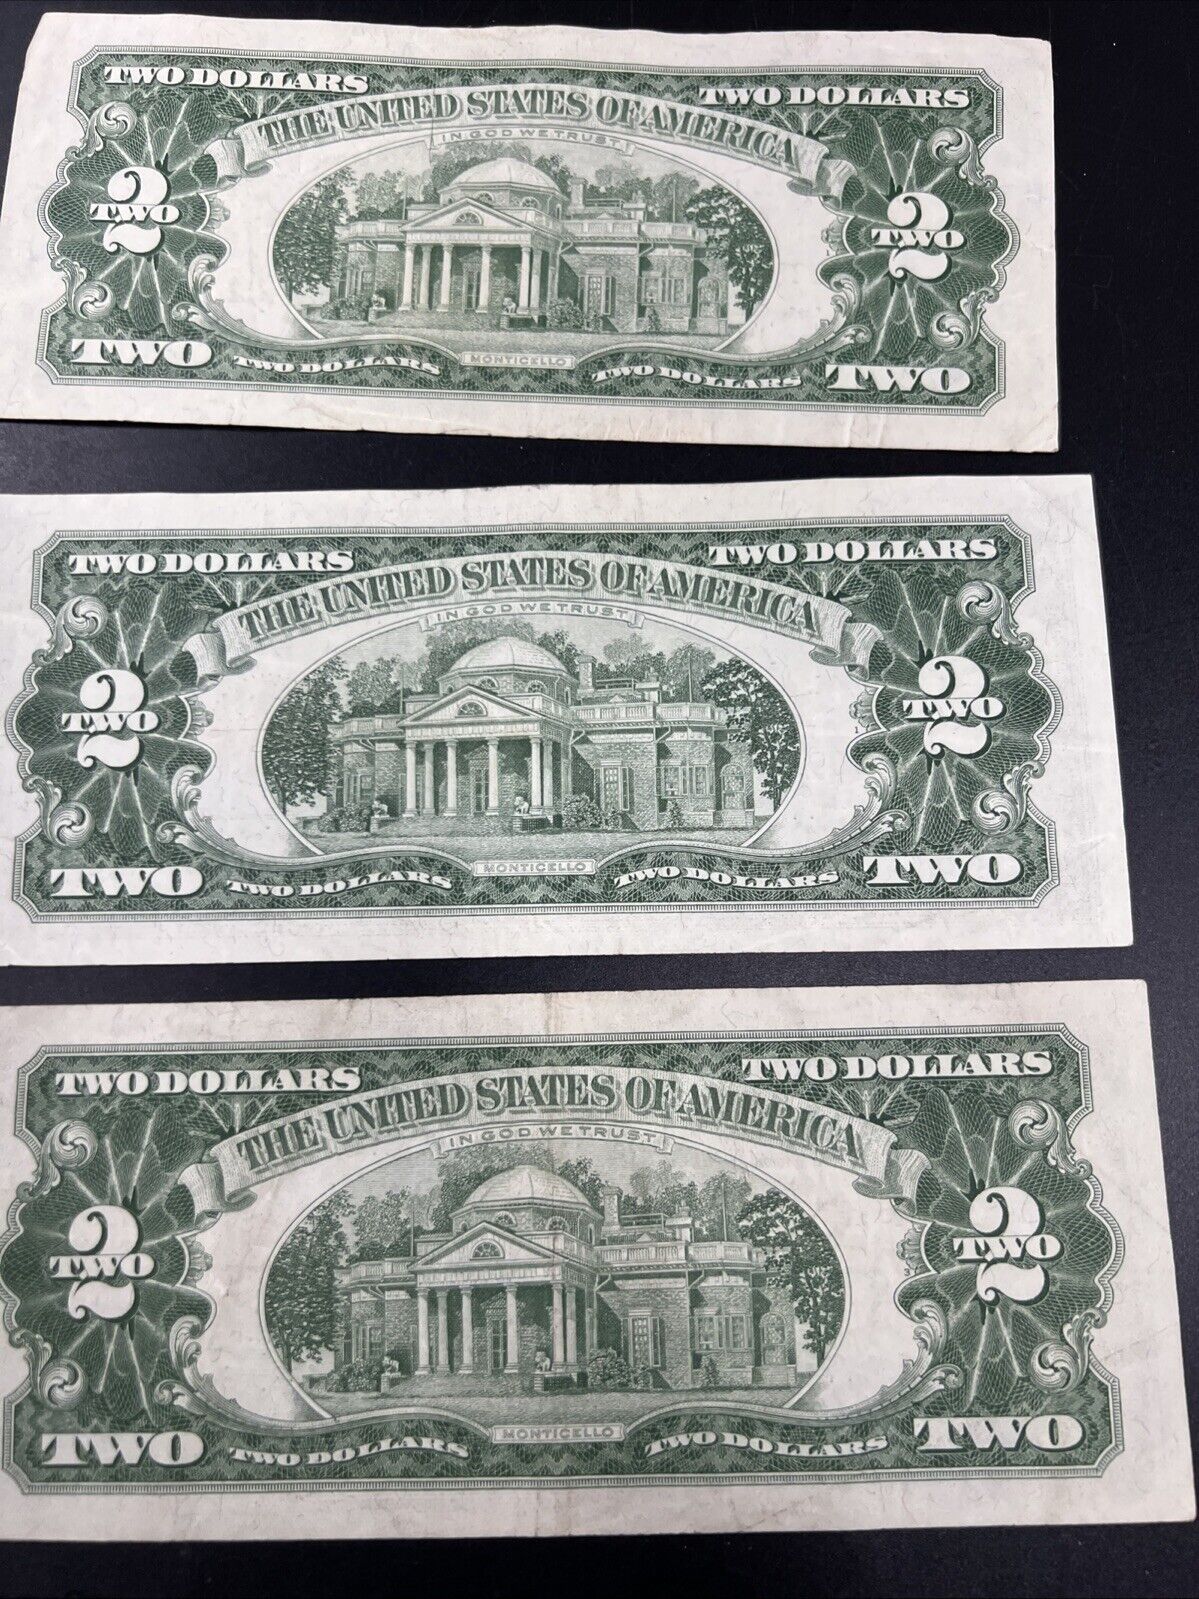 TWO DOLLARS TWO DOLLARS
THE UNITED STATES OF AMERICA
IN GOD WE TRUST
2 2
TWO TWO
MONTICELLO
TWO TWO DOLLARS TWO DOLLARS TWO
TWO DOLLARS TWO DOLLARS
THE UNITED STATES OF AMERICA
IN GOD WE TRUST
2 2
TWO TWO
1
MONTICELLO
TWO TWO DOLLARS TWO DOLLARS TWO
TWO DOLLARS TWO DOLLARS
THE UNITED STATES OF AMERICA
IN GOD WE TRUST
2 2
TWO TWO
3
MONTICELLO
TWO TWO DOLLARS TWO DOLLARS TWO